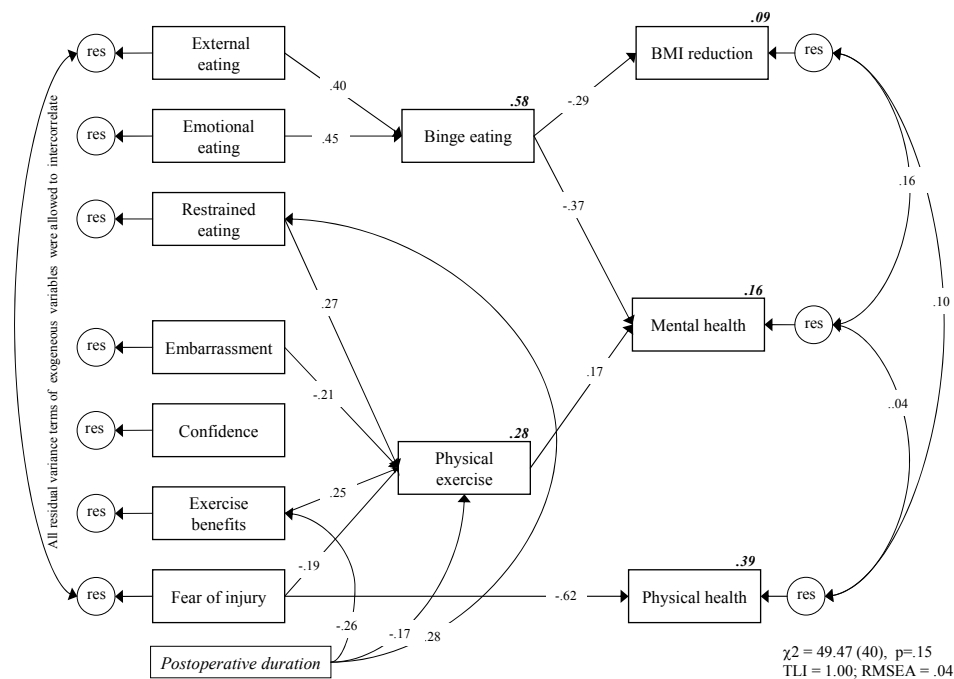 .09
res
External
eating
BMI reduction
res
.40
.58
-.29
res
Emotional
eating
.45
Binge eating
.16
res
Restrained
eating
-.37
All residual variance terms of exogeneous variables were allowed to intercorrelate
.27
.16
.10
res
Embarrassment
Mental health
res
-.21
.17
..04
res
Confidence
.28
Physical
exercise
res
Exercise
benefits
.25
-.19
.39
res
Fear of injury
-.62
Physical health
res
-.26
-.17
.28
Postoperative duration
χ2 = 49.47 (40), p=.15
TLI = 1.00; RMSEA = .04